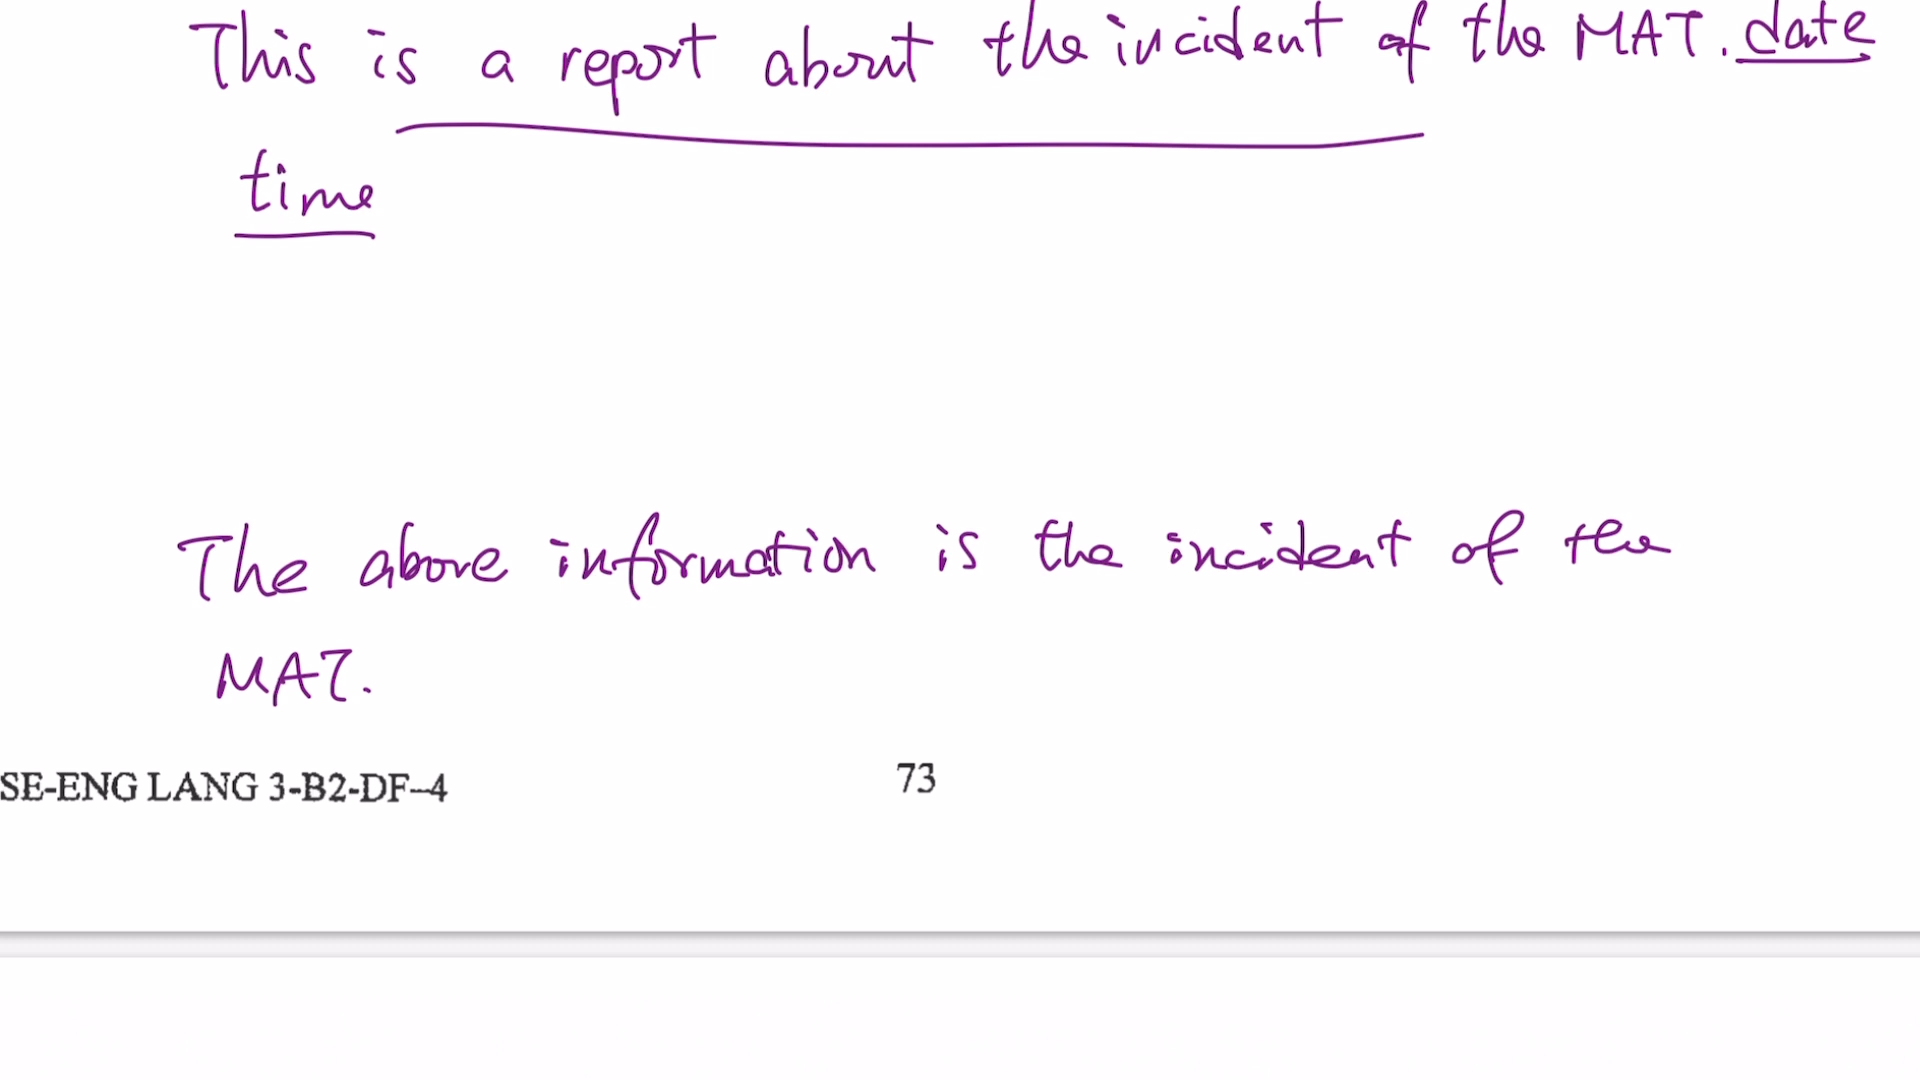 This is a report about the incident of the MAT. date
time
The above information is the incident of the
MAT.
SE-ENG LANG 3-B2-DF-4
73